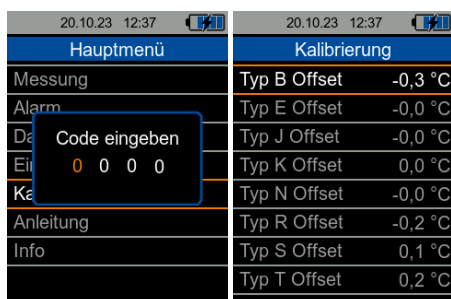 20.10.23 12:37
Hauptmenü
Messung
Alarm
Code eingeben
0 0 0 0
Anleitung
Info
20.10.23 12:37
Kalibrierung
Typ B Offset -0,3 °C
Typ E Offset -0,0 °C
Typ J Offset -0,0 °C
Typ K Offset 0,0 °C
Typ N Offset -0,0 °C
Typ R Offset -0,2 °C
Typ S Offset 0,1 °C
Typ T Offset 0,2 °C